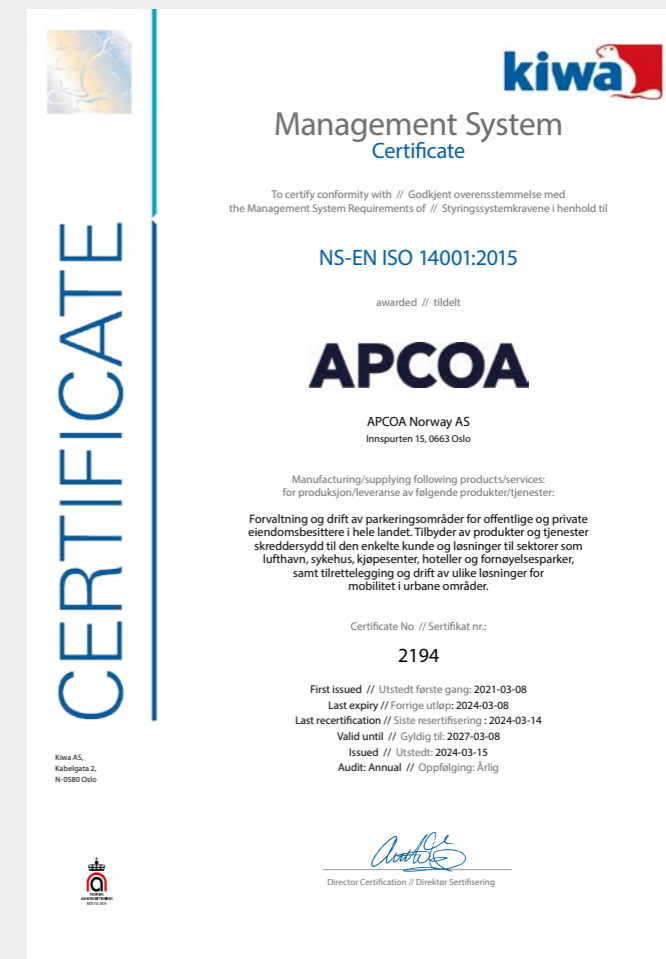 kiwa
Management System
Certificate
To certify conformity with // Godkjent overensstemmelse med
the Management System Requirements of // Styringssystemkravene i henhold til
NS-EN ISO 14001:2015
awarded // tildelt
APCOA
APCOA Norway AS
Innspurten 15, 0663 Oslo
Manufacturing/supplying following products/services:
for produksjon/leveranse av følgende produkter/tjenester:
Forvaltning og drift av parkeringsområder for offentlige og private
eiendomsbesittere i hele landet. Tilbyder av produkter og tjenester
skreddersydd til den enkelte kunde og løsninger til sektorer som
lufthavn, sykehus, kjøpesenter, hoteller og fornøyelsesparker,
samt tilrettelegging og drift av ulike løsninger for
mobilitet i urbane områder.
Certificate No // Sertifikat nr.:
2194
First issued // Utstedt første gang: 2021-03-08
Last expiry // Forrige utløp: 2024-03-08
Last recertification // Siste resertifisering : 2024-03-14
Valid until // Gyldig til: 2027-03-08
Issued // Utstedt: 2024-03-15
Audit: Annual // Oppfølging: Årlig
Director Certification // Direktør Sertifisering
CERTIFICATE
Kiwa AS,
Kabelgata 2,
N-0580 Oslo
NORSK
AKKREDITERING